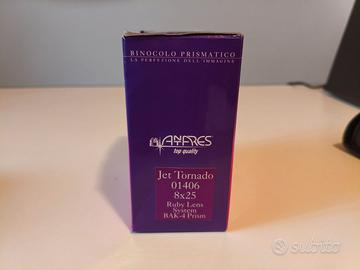 BINOCOLO PRISMATICO
LA PERFEZIONE DELL'IMMAGINE
ANTARES
top quality
Jet Tornado
01406
8x25
Ruby Lens
System
BAK-4 Prism
subito